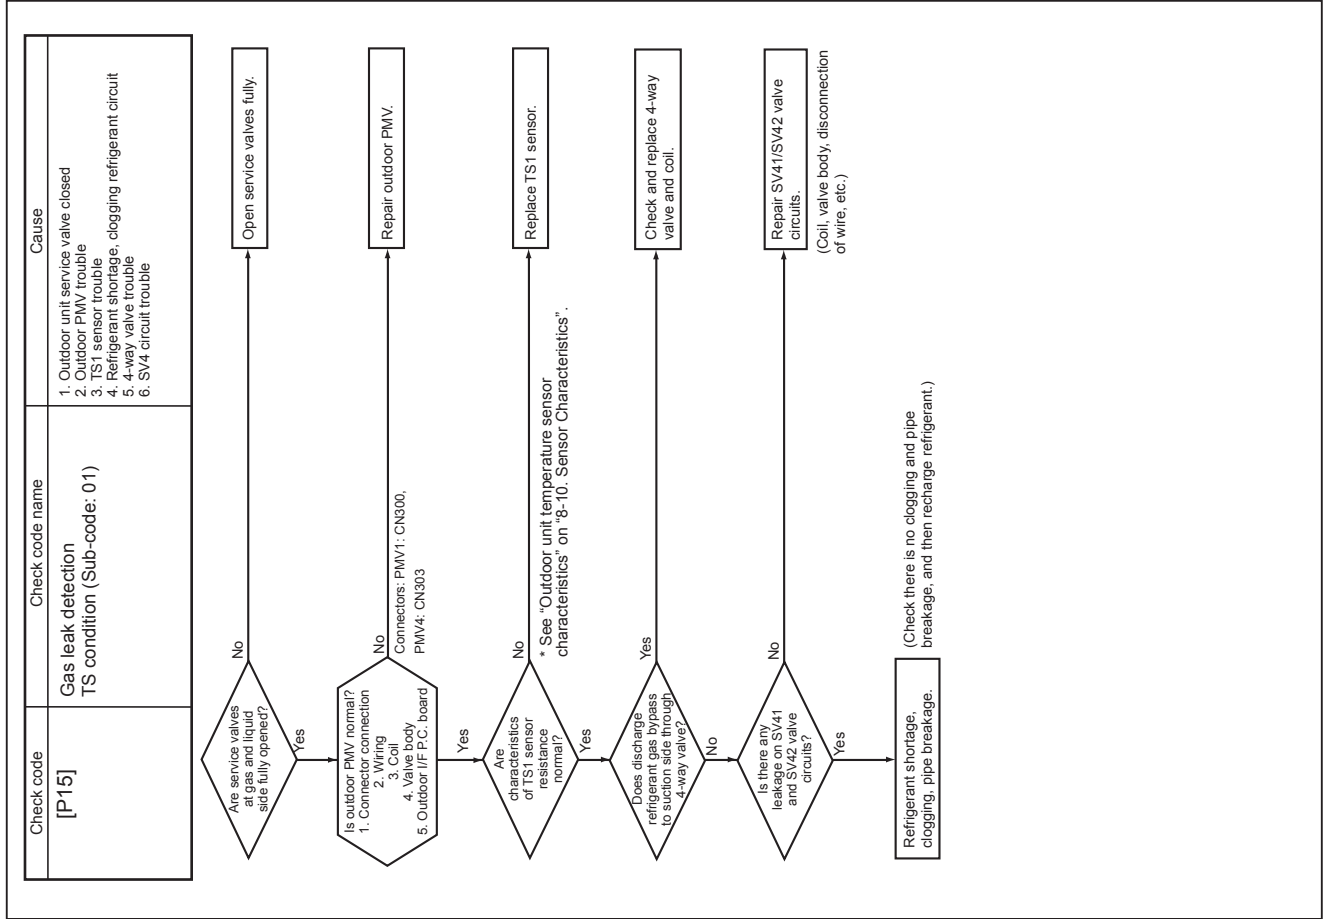 Check code
Check code name
Cause
[P15]
Gas leak detection
TS condition (Sub-code: 01)
1. Outdoor unit service valve closed
2. Outdoor PMV trouble
3. TS1 sensor trouble
4. Refrigerant shortage, clogging refrigerant circuit
5. 4-way valve trouble
6. SV4 circuit trouble
Are service valves
at gas and liquid
side fully opened?
No
Open service valves fully.
Yes
Is outdoor PMV normal?
1. Connector connection
2. Wiring
3. Coil
4. Valve body
5. Outdoor I/F P.C. board
No
Connectors: PMV1: CN300,
PMV4: CN303
Repair outdoor PMV.
Yes
Are
characteristics
of TS1 sensor
resistance
normal?
No
* See “Outdoor unit temperature sensor
characteristics” on “8-10. Sensor Characteristics”.
Replace TS1 sensor.
Yes
Does discharge
refrigerant gas bypass
to suction side through
4-way valve?
Yes
Check and replace 4-way
valve and coil.
No
Is there any
leakage on SV41
and SV42 valve
circuits?
No
Repair SV41/SV42 valve
circuits.
(Coil, valve body, disconnection
of wire, etc.)
Yes
Refrigerant shortage,
clogging, pipe breakage.
(Check there is no clogging and pipe
breakage, and then recharge refrigerant.)